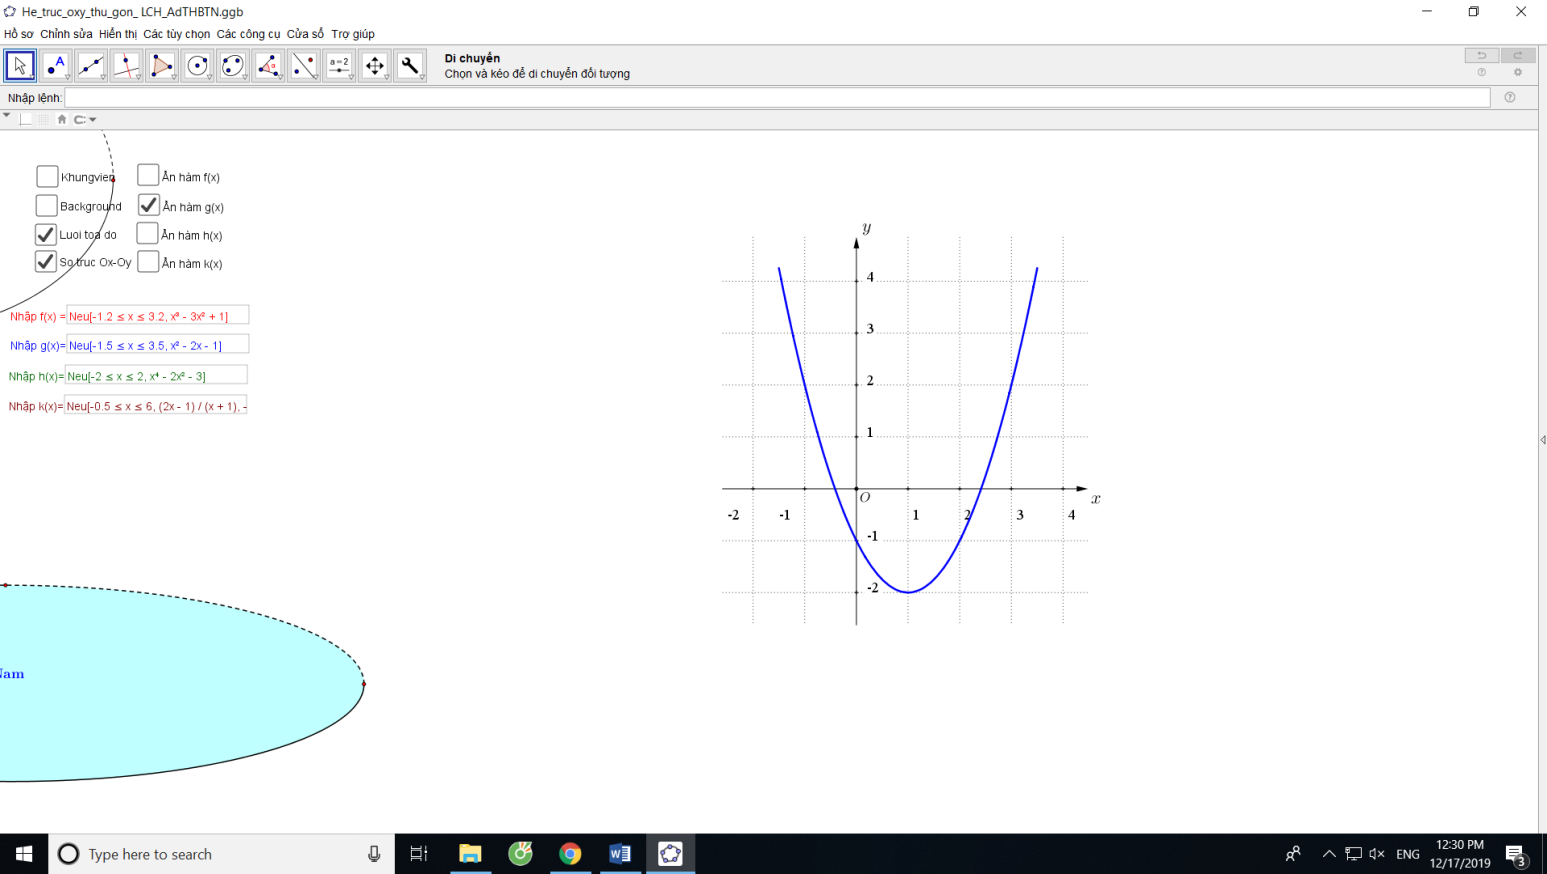 He_truc_oxy_thu_gon_ LCH_AdTHBTN.ggb
Hồ sơ Chỉnh sửa Hiển thị Các tùy chọn Các công cụ Cửa sổ Trợ giúp
A
a=2
Di chuyển
Chọn và kéo để di chuyển đối tượng
Nhập lệnh:
Khungvien
Ẩn hàm f(x)
Background
Ẩn hàm g(x)
Luoi toa do
Ẩn hàm h(x)
So truc Ox-Oy
Ẩn hàm k(x)
Nhập f(x) = Neu[-1.2 ≤ x ≤ 3.2, x³ - 3x² + 1]
Nhập g(x)= Neu[-1.5 ≤ x ≤ 3.5, x² - 2x - 1]
Nhập h(x)= Neu[-2 ≤ x ≤ 2, x⁴ - 2x² - 3]
Nhập k(x)= Neu[-0.5 ≤ x ≤ 6, (2x - 1) / (x + 1), -
y
4
3
2
1
O
x
-2 -1 1 2 3 4
-1
-2
Nam
Type here to search
ENG
12:30 PM
12/17/2019
3